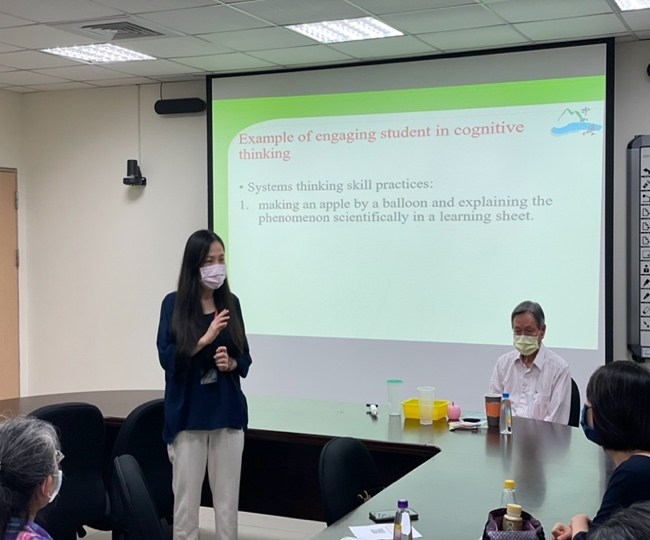 Example of engaging student in cognitive
thinking
• Systems thinking skill practices:
1. making an apple by a balloon and explaining the
phenomenon scientifically in a learning sheet.